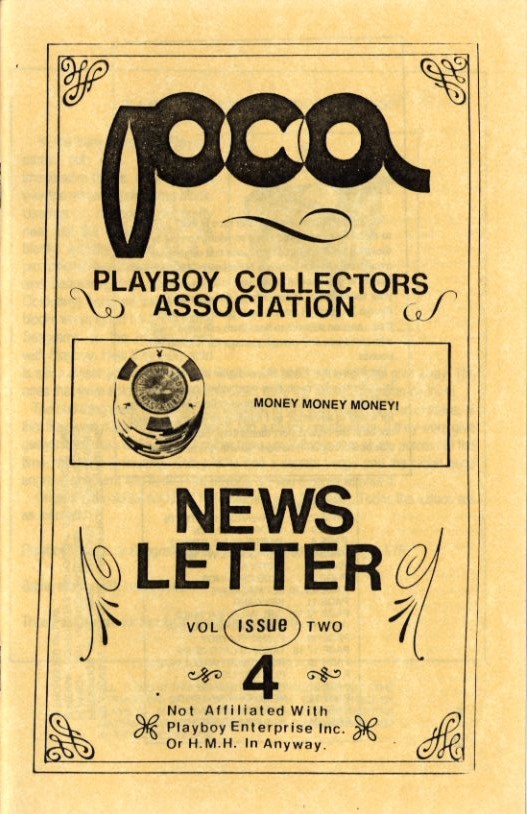 pca
PLAYBOY COLLECTORS
ASSOCIATION
MONEY MONEY MONEY!
NEWS
LETTER
VOL ISSUE TWO
4
Not Affiliated With
Playboy Enterprise Inc.
Or H.M.H. In Anyway.